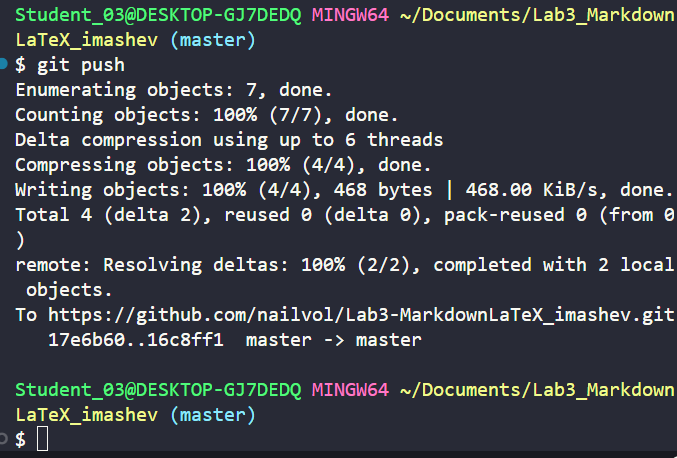 Student_03@DESKTOP-GJ7DEDQ MINGW64 ~/Documents/Lab3_Markdown
LaTeX_imashev (master)
$ git push
Enumerating objects: 7, done.
Counting objects: 100% (7/7), done.
Delta compression using up to 6 threads
Compressing objects: 100% (4/4), done.
Writing objects: 100% (4/4), 468 bytes | 468.00 KiB/s, done.
Total 4 (delta 2), reused 0 (delta 0), pack-reused 0 (from 0
)
remote: Resolving deltas: 100% (2/2), completed with 2 local
 objects.
To https://github.com/nailvol/Lab3-MarkdownLaTeX_imashev.git
   17e6b60..16c8ff1  master -> master
Student_03@DESKTOP-GJ7DEDQ MINGW64 ~/Documents/Lab3_Markdown
LaTeX_imashev (master)
$